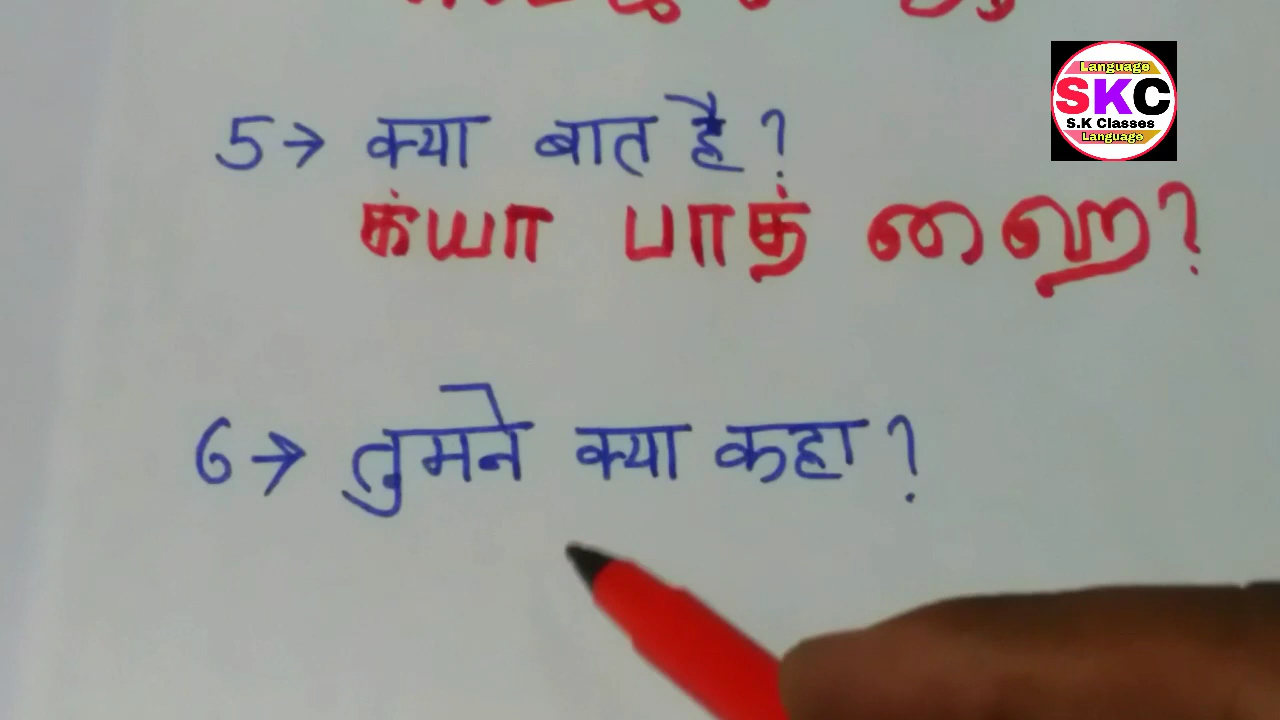 Language
SKC
S.K Classes
Language
5→ क्या बात है?
க்யா பாத் ஹை?
6→ तुमने क्या कहा?